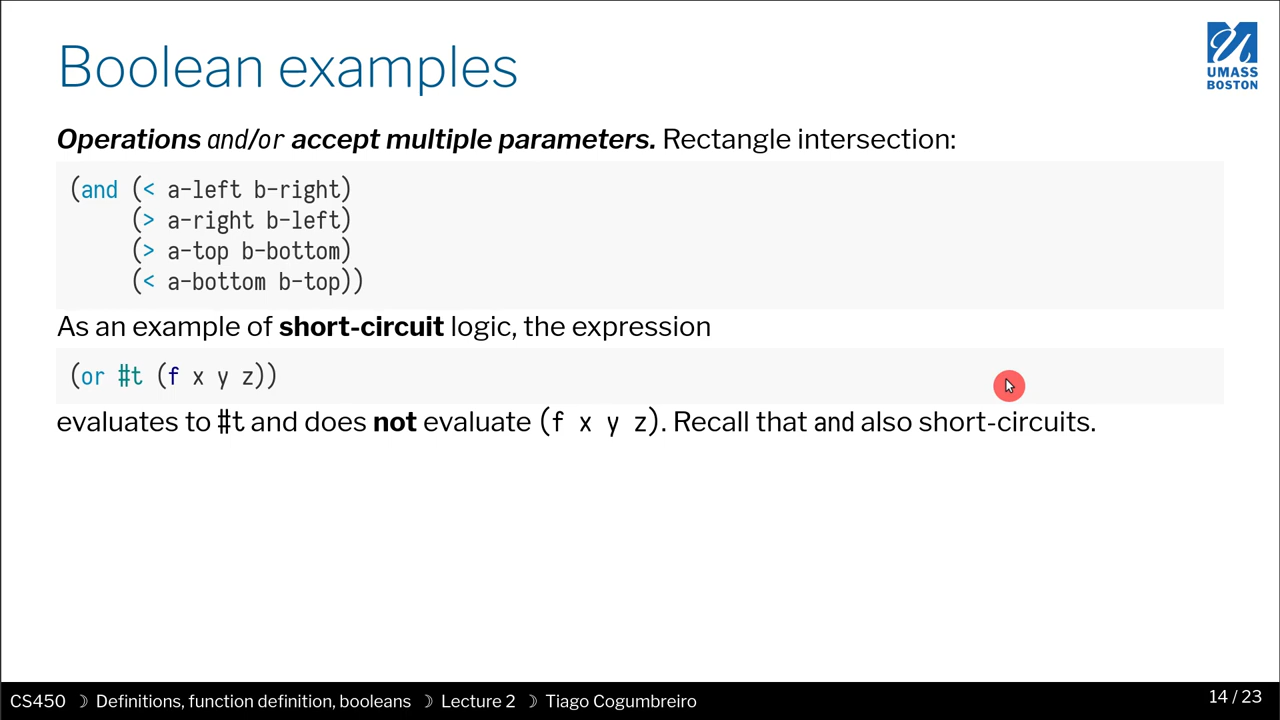 Boolean examples
UMASS
BOSTON
Operations and/or accept multiple parameters. Rectangle intersection:
(and (< a-left b-right)
(> a-right b-left)
(> a-top b-bottom)
(< a-bottom b-top))
As an example of short-circuit logic, the expression
(or #t (f x y z))
evaluates to #t and does not evaluate (f x y z). Recall that and also short-circuits.
CS450 ☽ Definitions, function definition, booleans ☽ Lecture 2 ☽ Tiago Cogumbreiro
14 / 23